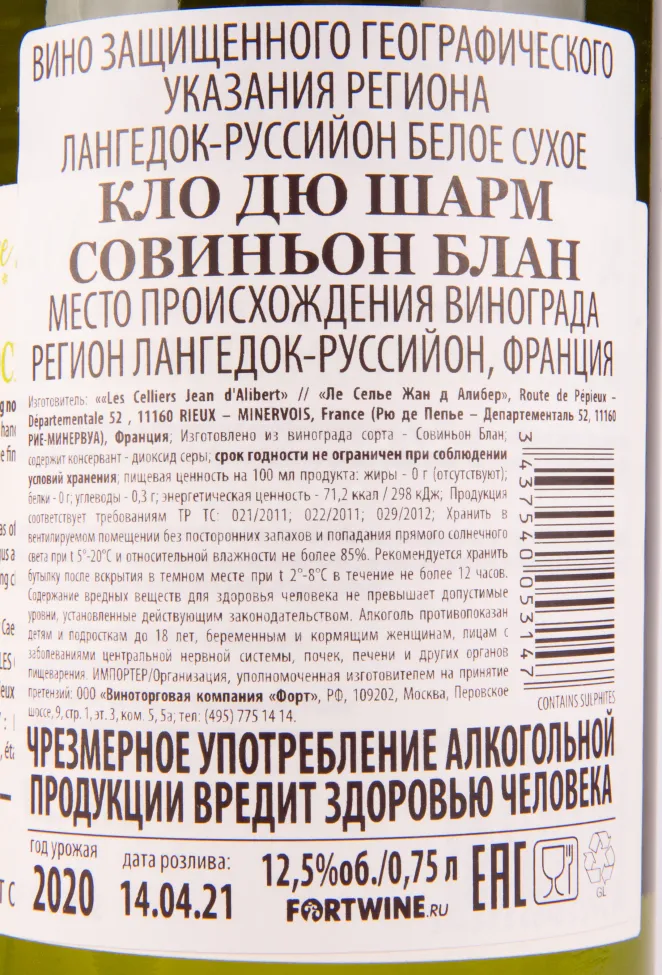 ВИНО ЗАЩИЩЕННОГО ГЕОГРАФИЧЕСКОГО
УКАЗАНИЯ РЕГИОНА
ЛАНГЕДОК-РУССИЙОН БЕЛОЕ СУХОЕ
КЛО ДЮ ШАРМ
СОВИНЬОН БЛАН
МЕСТО ПРОИСХОЖДЕНИЯ ВИНОГРАДА
РЕГИОН ЛАНГЕДОК-РУССИЙОН, ФРАНЦИЯ
Изготовитель: ««Les Celliers Jean d'Alibert» // «Ле Селье Жан д Алибер», Route de Pépieux -
Départementale 52 , 11160 RIEUX – MINERVOIS, France (Рю де Пепье – Департементаль 52, 11160
РИЕ-МИНЕРВУА), Франция; Изготовлено из винограда сорта - Совиньон Блан;
содержит консервант - диоксид серы; срок годности не ограничен при соблюдении
условий хранения; пищевая ценность на 100 мл продукта: жиры - 0 г (отсутствуют);
белки - 0 г; углеводы - 0,3 г; энергетическая ценность - 71,2 ккал / 298 кДж; Продукция
соответствует требованиям ТР ТС: 021/2011; 022/2011; 029/2012; Хранить в
вентилируемом помещении без посторонних запахов и попадания прямого солнечного
света при t 5°-20°C и относительной влажности не более 85%. Рекомендуется хранить
бутылку после вскрытия в темном месте при t 2°-8°C в течение не более 12 часов.
Содержание вредных веществ для здоровья человека не превышает допустимые
уровни, установленные действующим законодательством. Алкоголь противопоказан
детям и подросткам до 18 лет, беременным и кормящим женщинам, лицам с
заболеваниями центральной нервной системы, почек, печени и других органов
пищеварения. ИМПОРТЕР/Организация, уполномоченная изготовителем на принятие
претензий: ООО «Виноторговая компания «Форт», РФ, 109202, Москва, Перовское
шоссе, 9, стр. 1, эт. 3, ком. 5, 5а; тел: (495) 775 14 14.
3 437540 053147
CONTAINS SULPHITES
ЧРЕЗМЕРНОЕ УПОТРЕБЛЕНИЕ АЛКОГОЛЬНОЙ
ПРОДУКЦИИ ВРЕДИТ ЗДОРОВЬЮ ЧЕЛОВЕКА
год урожая
2020
дата розлива:
14.04.21
12,5%об./0,75 л
FORTWINE.RU
EAC
GL